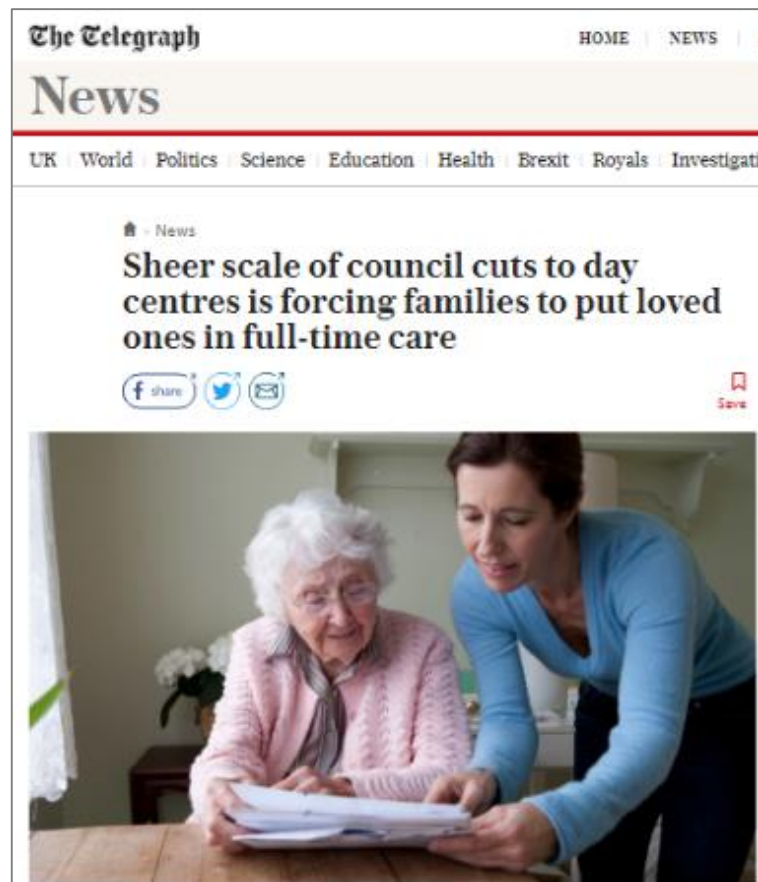 The Telegraph
HOME NEWS
News
UK World Politics Science Education Health Brexit Royals Investigati
- News
Sheer scale of council cuts to day
centres is forcing families to put loved
ones in full-time care
f share
Save